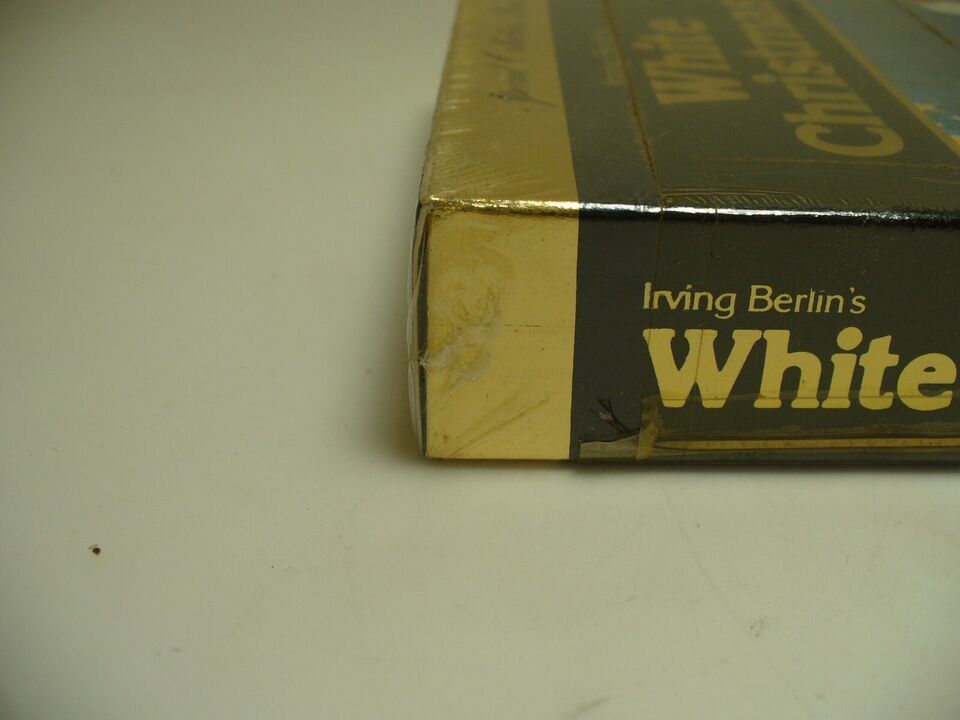 White
Christmas
Irving Berlin's
White